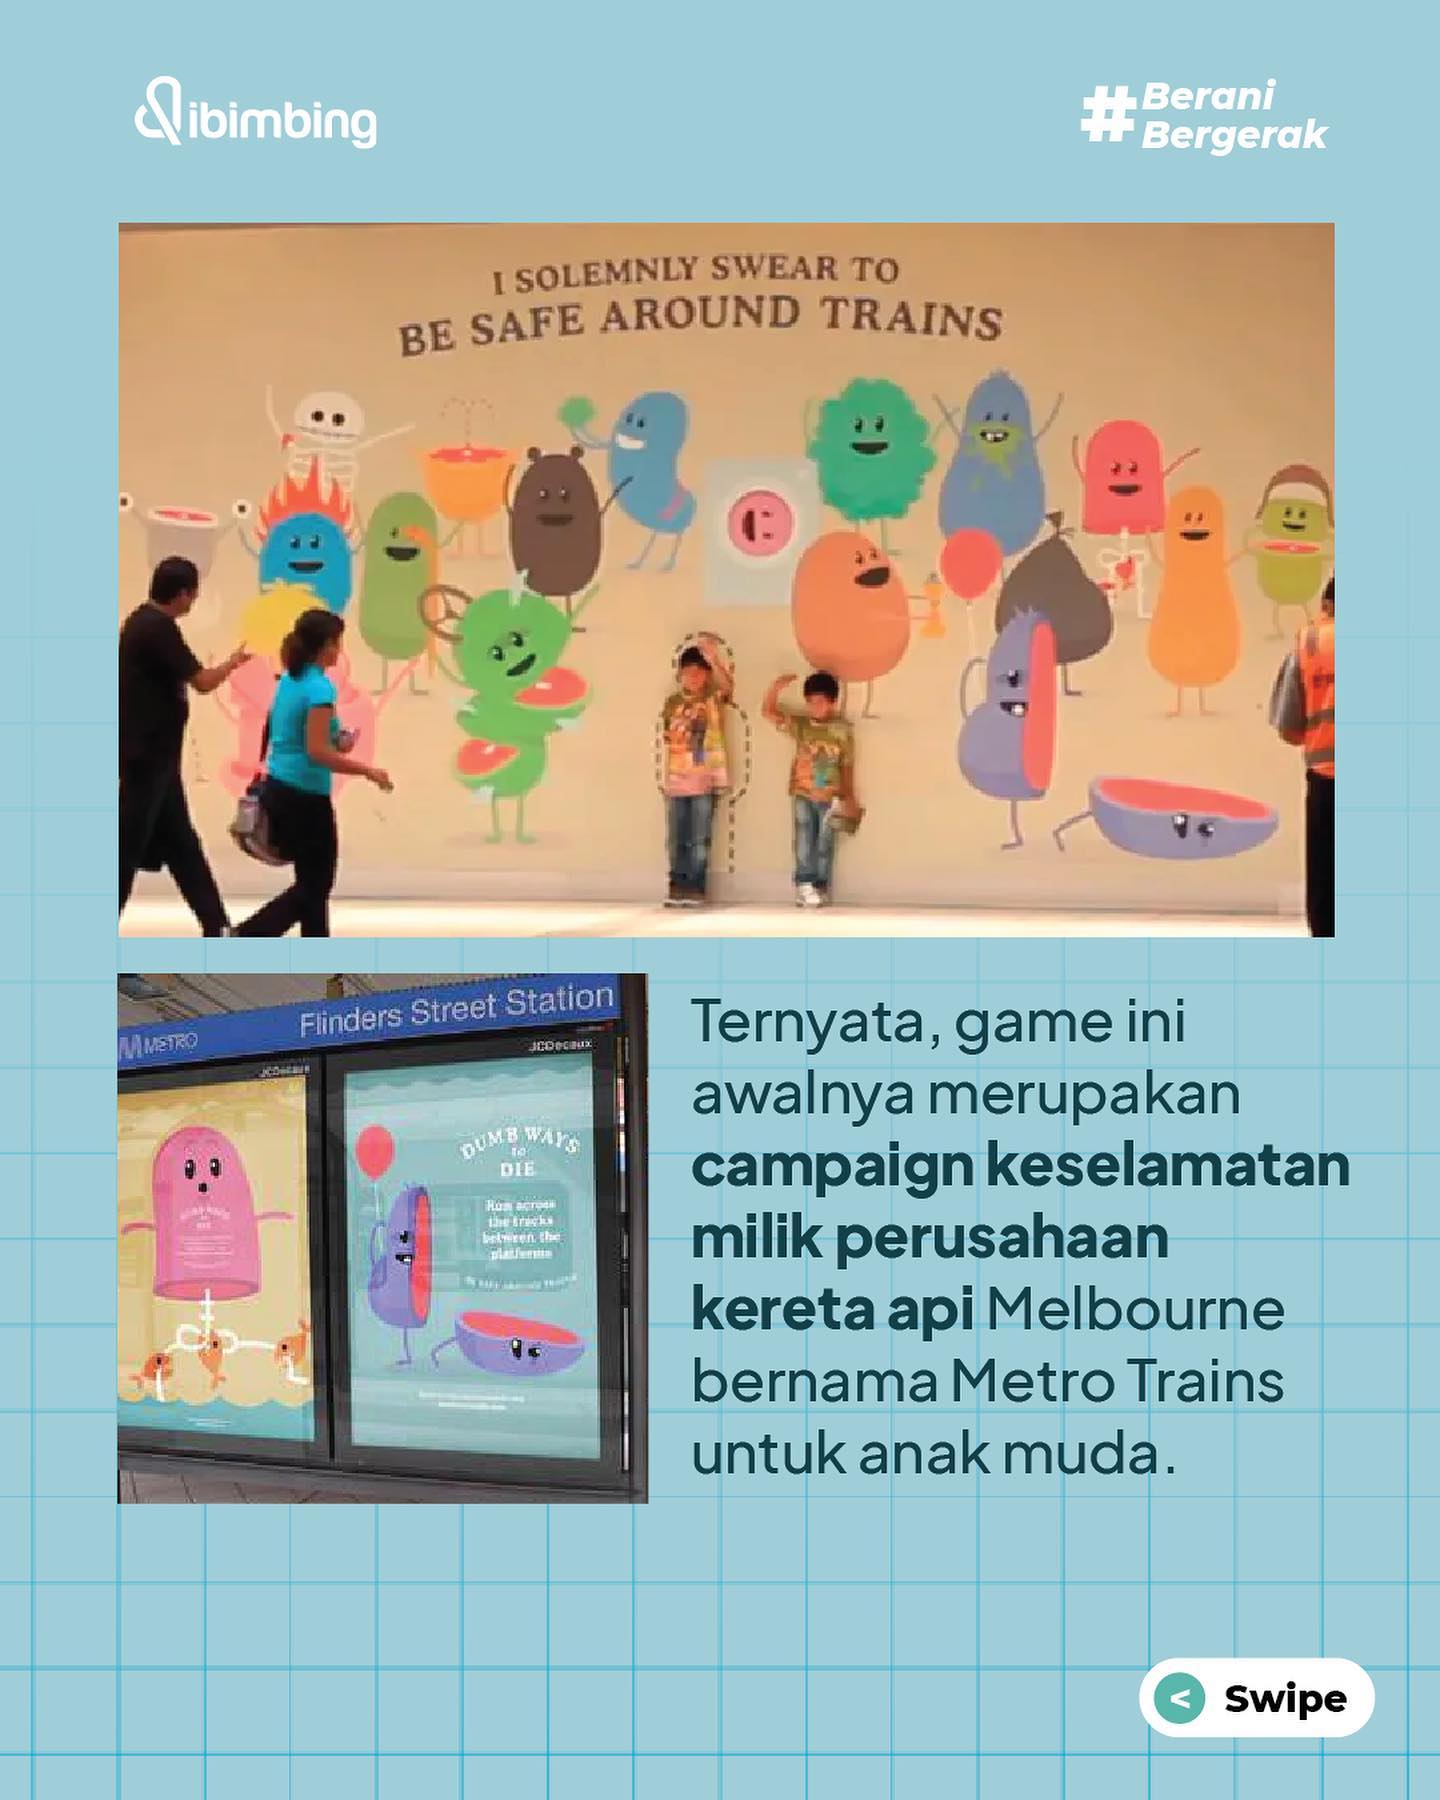 dibimbing
#Berani
Bergerak
I SOLEMNLY SWEAR TO
BE SAFE AROUND TRAINS
METRO
Flinders Street Station
JCDecaux
JCDecaux
DUMB WAYS
to
DIE
Run across
the tracks
between the
platforms
Ternyata, game ini
awalnya merupakan
campaign keselamatan
milik perusahaan
kereta api Melbourne
bernama Metro Trains
untuk anak muda.
< Swipe